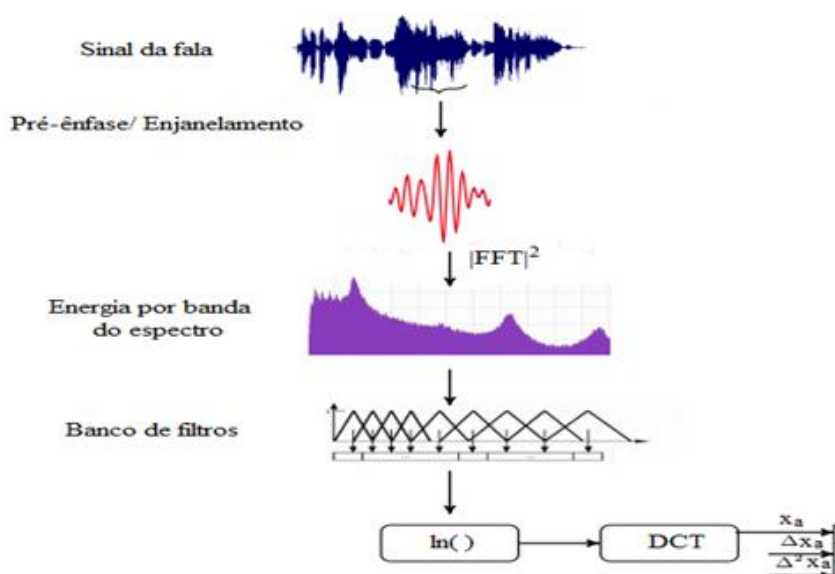 Sinal da fala
Pré-ênfase/ Enjanelamento
|FFT|²
Energia por banda
do espectro
Banco de filtros
ln( )
DCT
xₐ
Δxₐ
Δ²xₐ